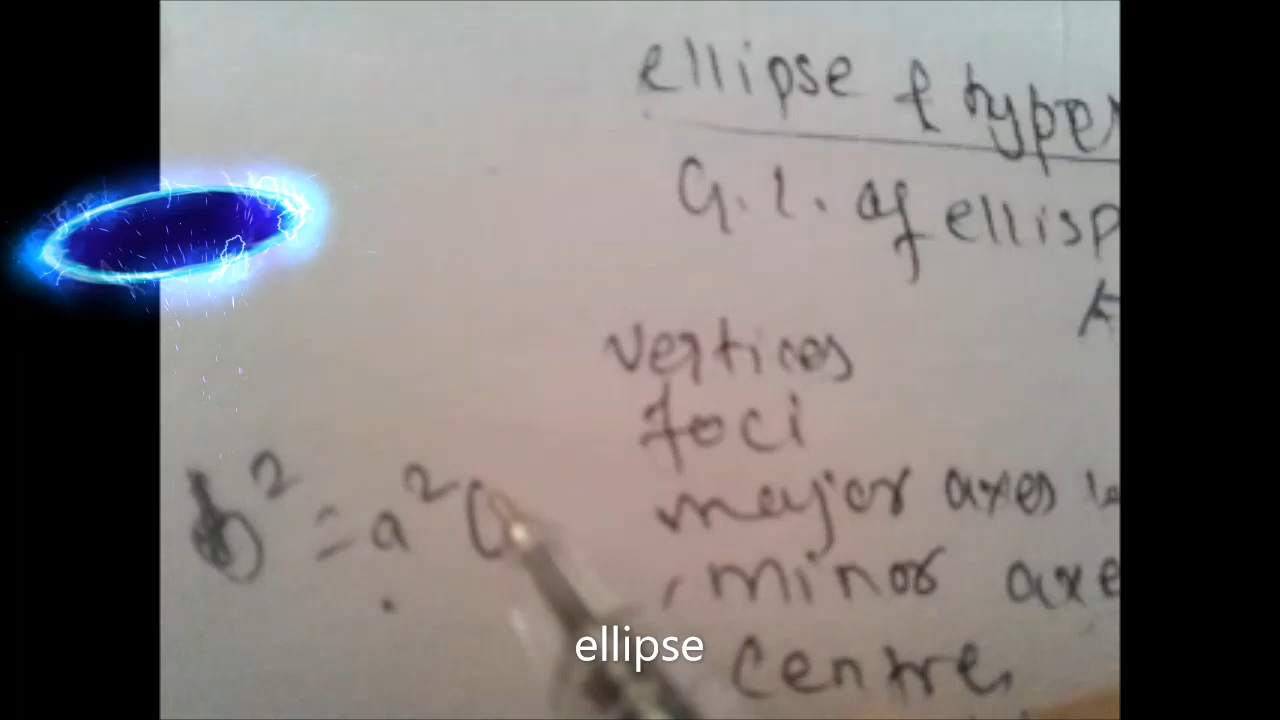 ellipse & hyper
G.L. of ellisp
vertices
foci
major axes
b² = a² (
minor axe
centre,
ellipse